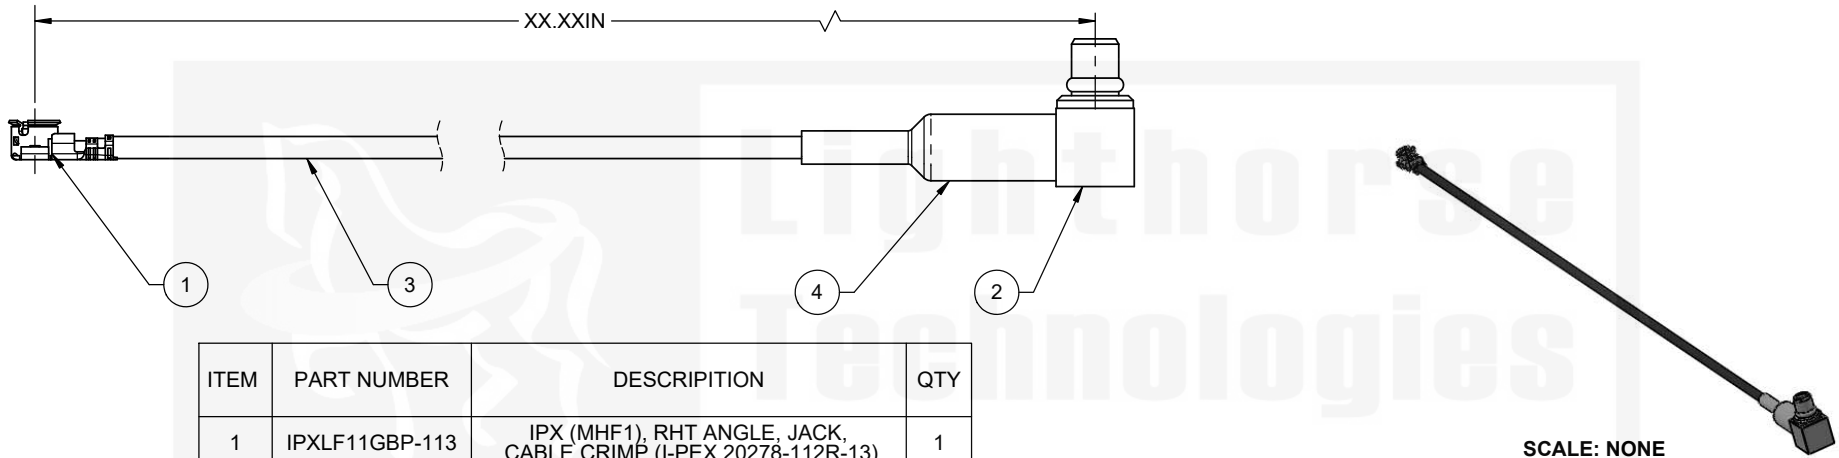 XX.XXIN
Lighthorse
Technologies
1
3
4
2
ITEM PART NUMBER DESCRIPITION QTY
1 IPXLF11GBP-113 IPX (MHF1), RHT ANGLE, JACK, 1
CABLE CRIMP (I-PEX 20278-112R-13)
SCALE: NONE